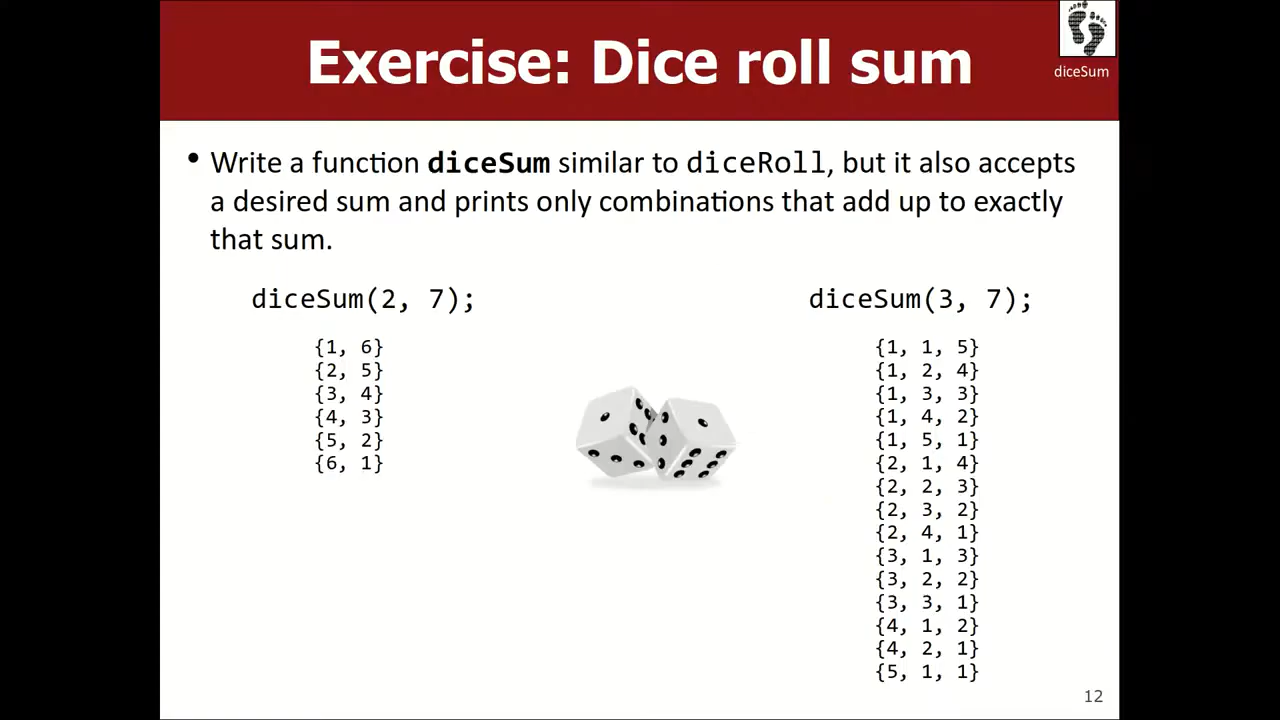 Exercise: Dice roll sum
diceSum
• Write a function diceSum similar to diceRoll, but it also accepts
a desired sum and prints only combinations that add up to exactly
that sum.
diceSum(2, 7);
{1, 6}
{2, 5}
{3, 4}
{4, 3}
{5, 2}
{6, 1}
diceSum(3, 7);
{1, 1, 5}
{1, 2, 4}
{1, 3, 3}
{1, 4, 2}
{1, 5, 1}
{2, 1, 4}
{2, 2, 3}
{2, 3, 2}
{2, 4, 1}
{3, 1, 3}
{3, 2, 2}
{3, 3, 1}
{4, 1, 2}
{4, 2, 1}
{5, 1, 1}
12